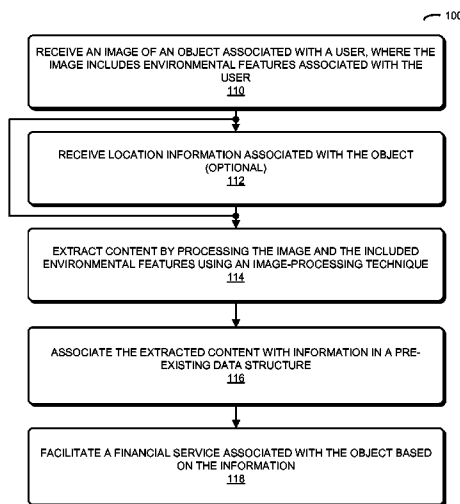 100
RECEIVE AN IMAGE OF AN OBJECT ASSOCIATED WITH A USER, WHERE THE
IMAGE INCLUDES ENVIRONMENTAL FEATURES ASSOCIATED WITH THE
USER
110
RECEIVE LOCATION INFORMATION ASSOCIATED WITH THE OBJECT
(OPTIONAL)
112
EXTRACT CONTENT BY PROCESSING THE IMAGE AND THE INCLUDED
ENVIRONMENTAL FEATURES USING AN IMAGE-PROCESSING TECHNIQUE
114
ASSOCIATE THE EXTRACTED CONTENT WITH INFORMATION IN A PRE-
EXISTING DATA STRUCTURE
116
FACILITATE A FINANCIAL SERVICE ASSOCIATED WITH THE OBJECT BASED
ON THE INFORMATION
118